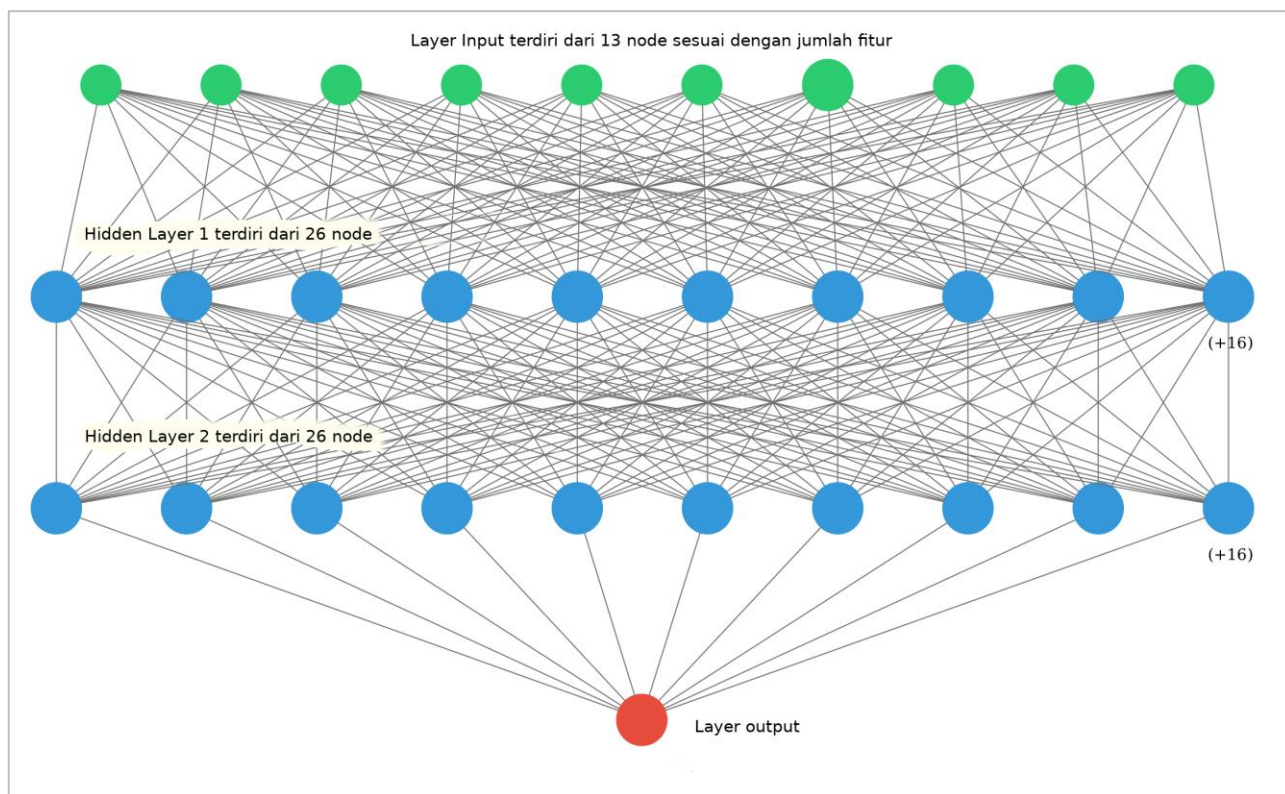 Layer Input terdiri dari 13 node sesuai dengan jumlah fitur
Hidden Layer 1 terdiri dari 26 node
(+16)
Hidden Layer 2 terdiri dari 26 node
(+16)
Layer output